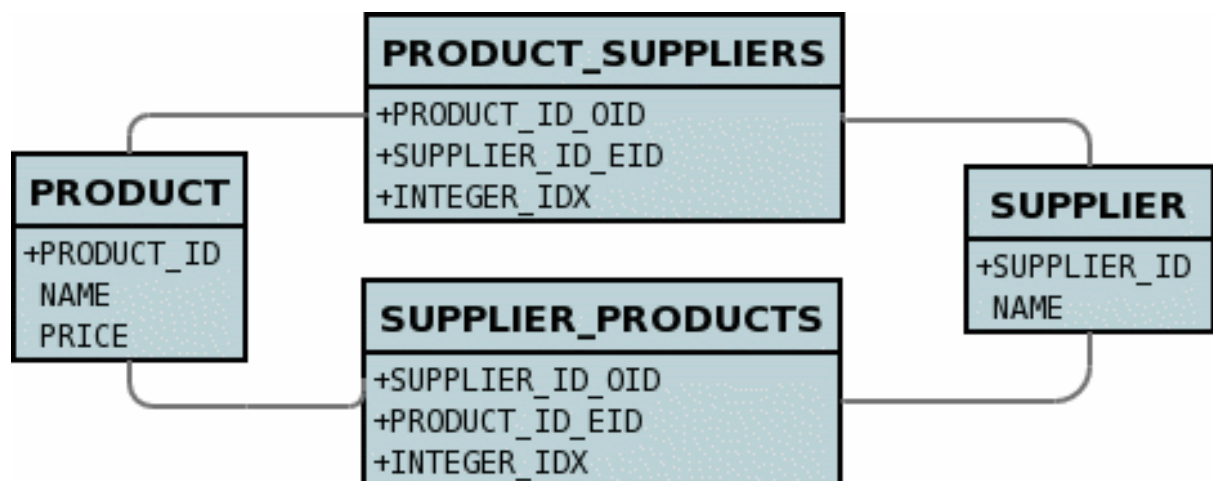 PRODUCT_SUPPLIERS
+PRODUCT_ID_OID
+SUPPLIER_ID_EID
+INTEGER_IDX
PRODUCT
+PRODUCT_ID
NAME
PRICE
SUPPLIER
+SUPPLIER_ID
NAME
SUPPLIER_PRODUCTS
+SUPPLIER_ID_OID
+PRODUCT_ID_EID
+INTEGER_IDX